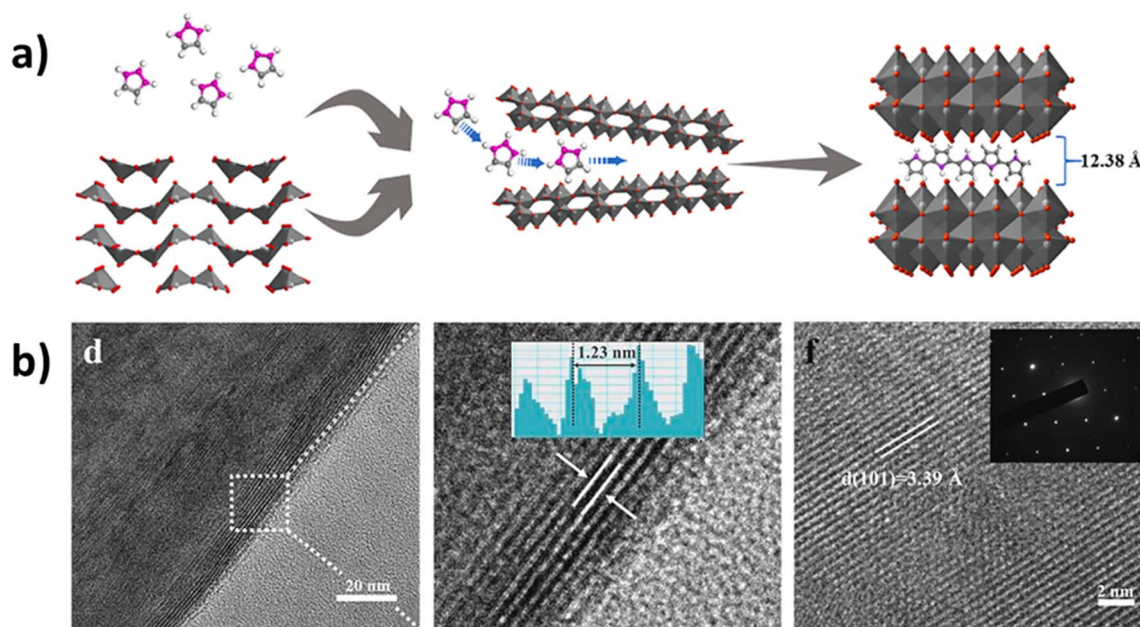 a)
12.38 Å
b)
d
20 nm
1.23 nm
f
d(101)=3.39 Å
2 nm